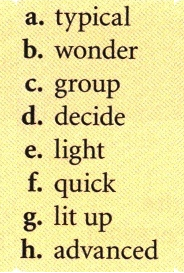 a. typical
b. wonder
c. group
d. decide
e. light
f. quick
g. lit up
h. advanced